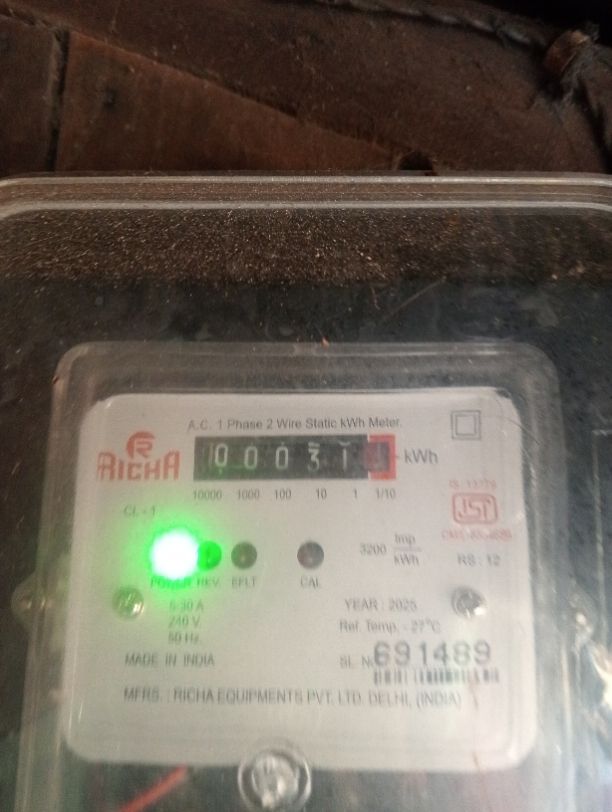 A.C. 1 Phase 2 Wire Static kWh Meter.
RICHA
0 0 0 3 1 kWh
10000 1000 100 10 1 1/10
CL - 1
3200 Imp/kWh
POWER REV. EFLT CAL
RS : 12
5-30 A
240 V.
50 Hz.
YEAR : 2025
Ref. Temp. - 27°C
MADE IN INDIA
SL. No 691489
MFRS. : RICHA EQUIPMENTS PVT. LTD. DELHI, (INDIA)